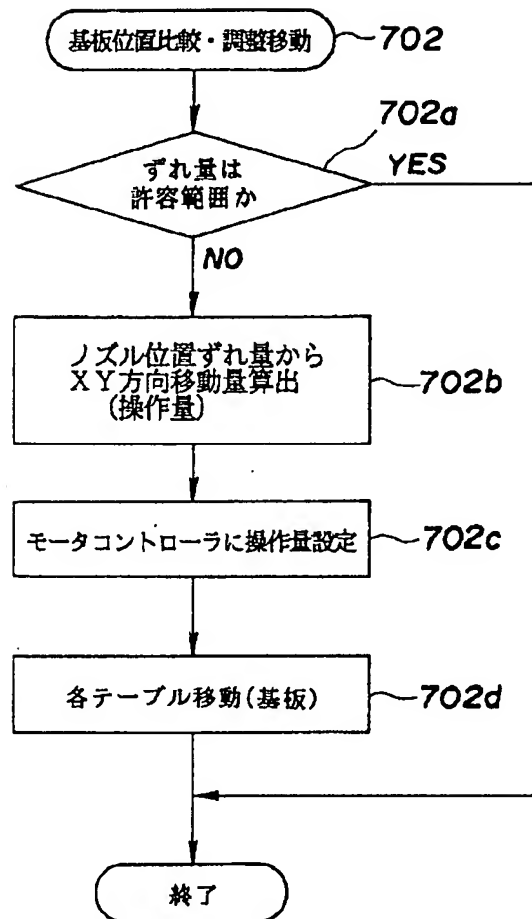 基板位置比較・調整移動
702
702a
ずれ量は
許容範囲か
YES
NO
ノズル位置ずれ量から
XY方向移動量算出
(操作量)
702b
モータコントローラに操作量設定
702c
各テーブル移動(基板)
702d
終了